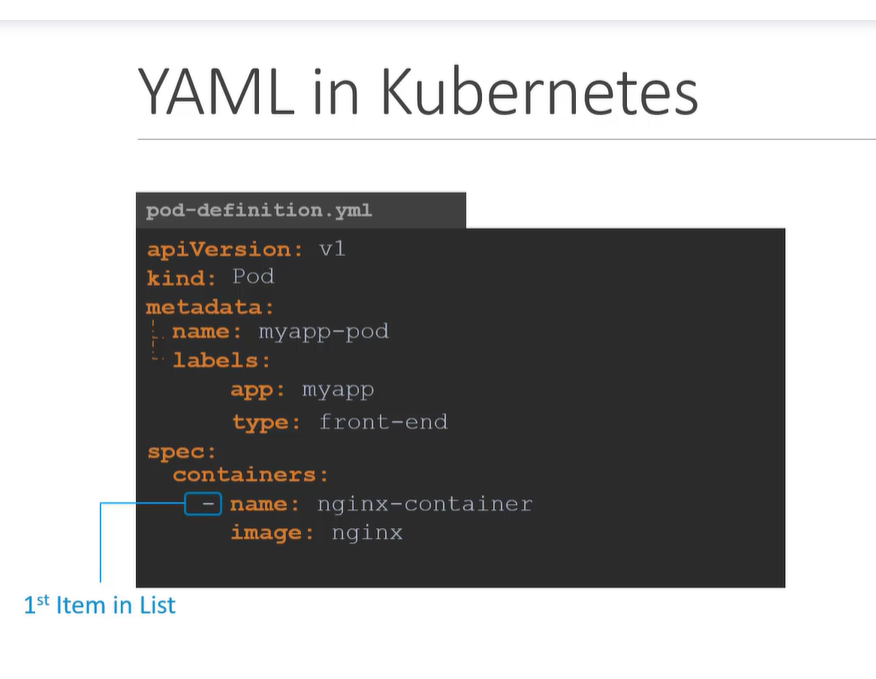 YAML in Kubernetes
pod-definition.yml
apiVersion: v1
kind: Pod
metadata:
name: myapp-pod
labels:
app: myapp
type: front-end
spec:
containers:
- name: nginx-container
image: nginx
1st Item in List